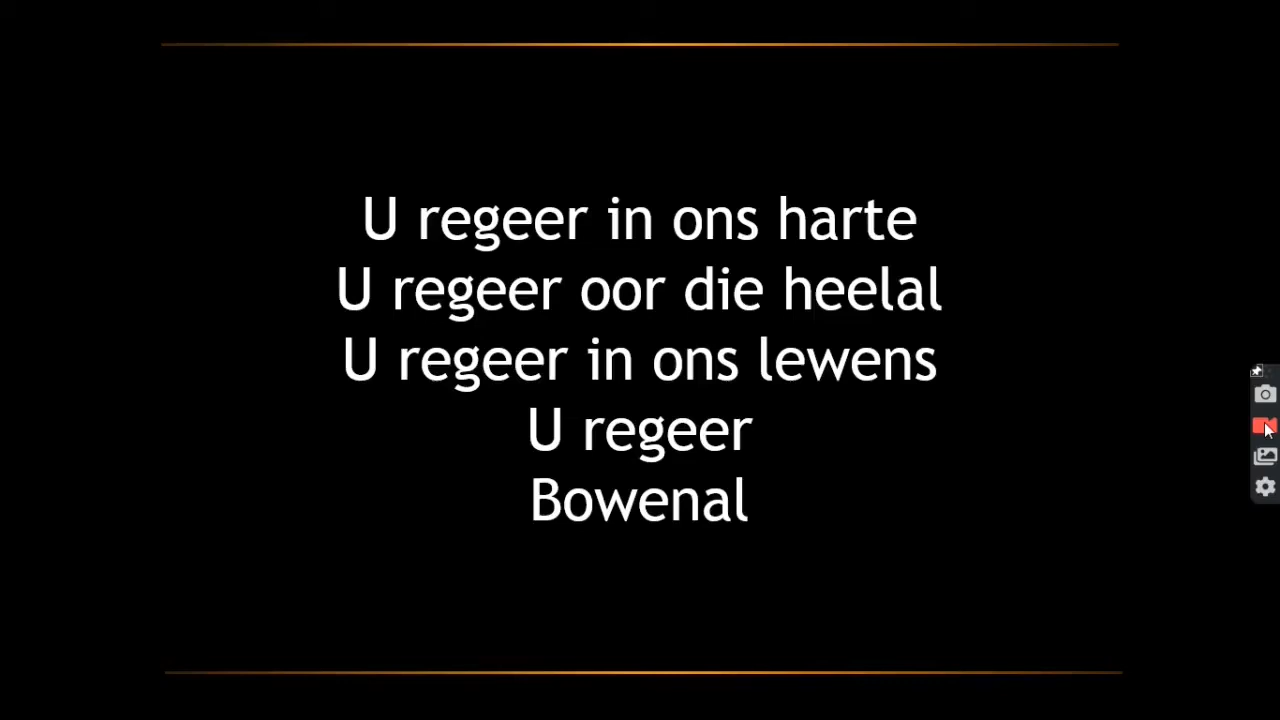 U regeer in ons harte
U regeer oor die heelal
U regeer in ons lewens
U regeer
Bowenal